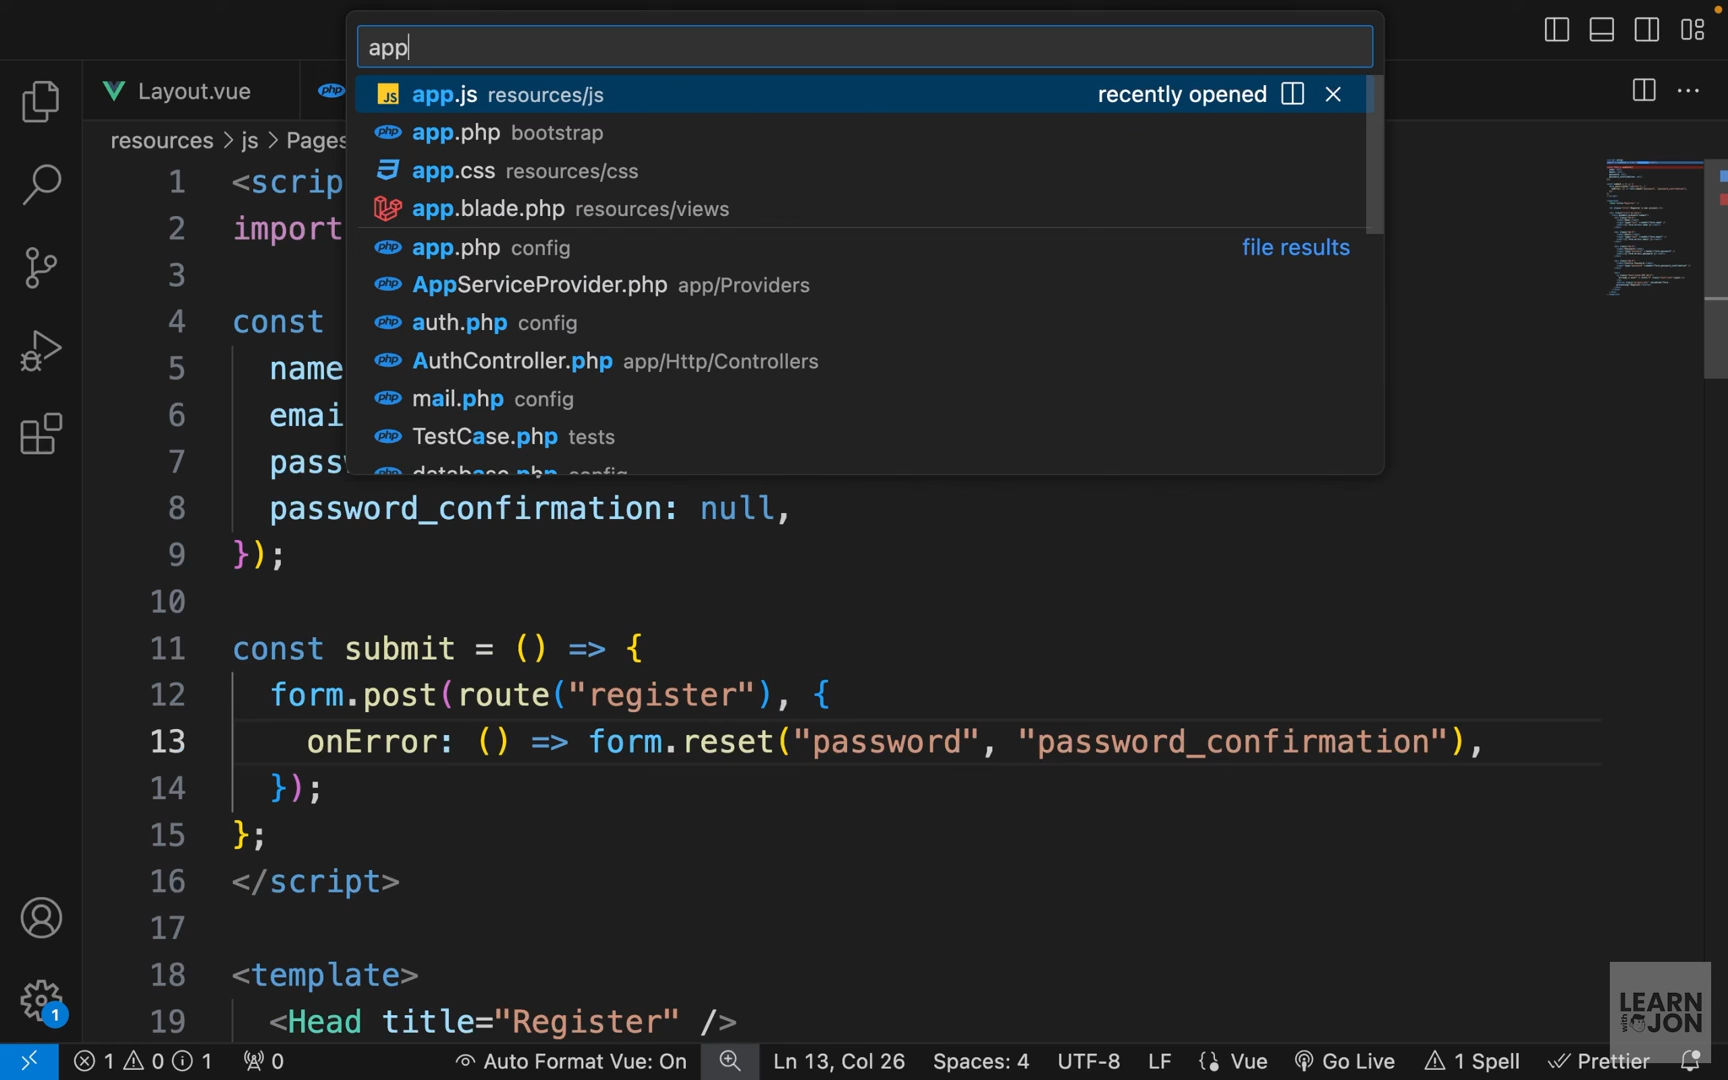 app
Layout.vue
app.js resources/js recently opened
app.php bootstrap
resources > js > Pages
app.css resources/css
1 <scrip
app.blade.php resources/views
2 import
app.php config file results
3
AppServiceProvider.php app/Providers
4 const
auth.php config
5 name
AuthController.php app/Http/Controllers
6 emai
mail.php config
TestCase.php tests
7 pass
database.php config
8 password_confirmation: null,
9 });
10
11 const submit = () => {
12 form.post(route("register"), {
13 onError: () => form.reset("password", "password_confirmation"),
14 });
15 };
16 </script>
17
18 <template>
19 <Head title="Register" />
LEARN
with JON
1
1 0 1 0 Auto Format Vue: On Ln 13, Col 26 Spaces: 4 UTF-8 LF Vue Go Live 1 Spell Prettier